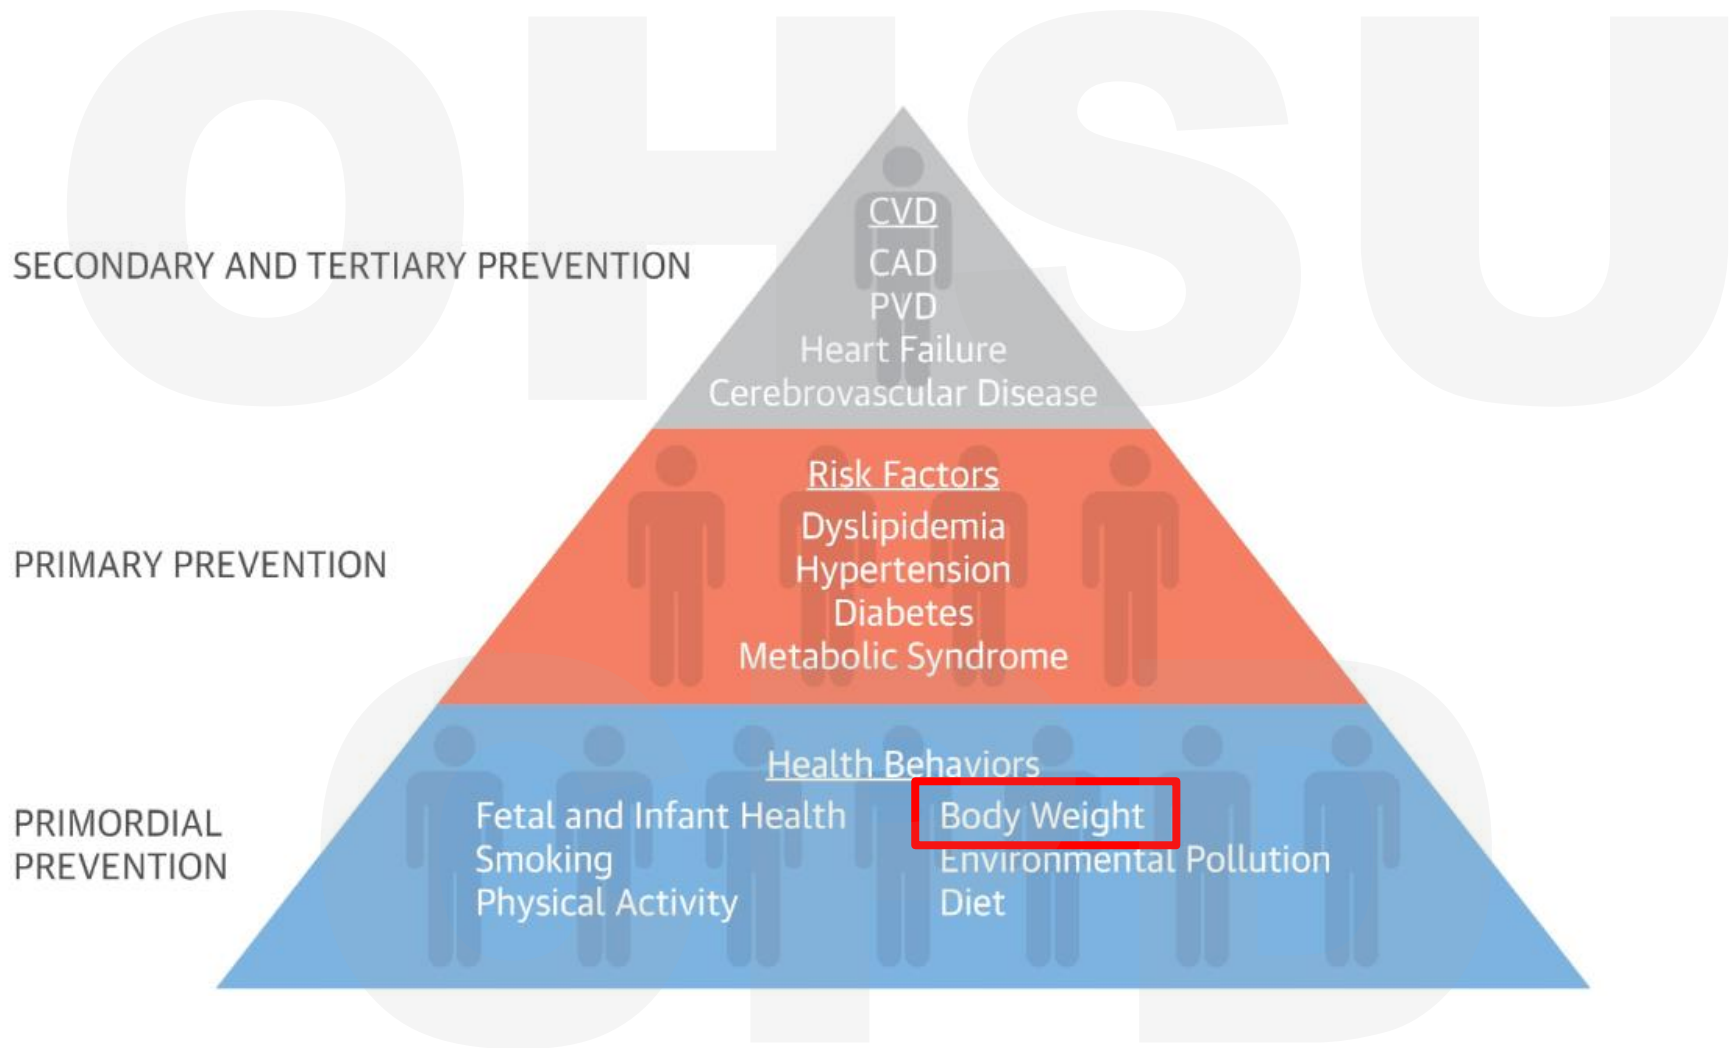 OHSU
SECONDARY AND TERTIARY PREVENTION
CVD
CAD
PVD
Heart Failure
Cerebrovascular Disease
PRIMARY PREVENTION
Risk Factors
Dyslipidemia
Hypertension
Diabetes
Metabolic Syndrome
PRIMORDIAL
PREVENTION
Health Behaviors
Fetal and Infant Health
Smoking
Physical Activity
Body Weight
Environmental Pollution
Diet